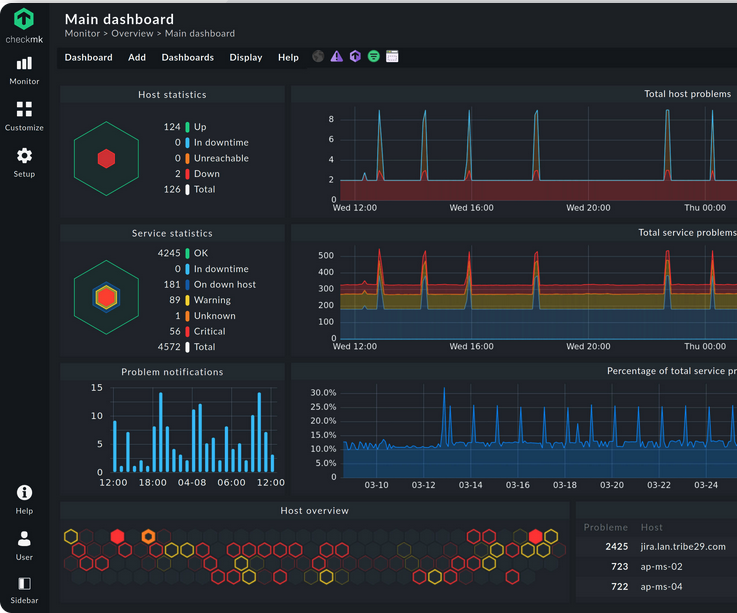 Main dashboard
Monitor > Overview > Main dashboard
checkmk
Dashboard Add Dashboards Display Help
Monitor
Customize
Setup
Host statistics
124 Up
0 In downtime
0 Unreachable
2 Down
126 Total
Total host problems
8
6
4
2
0
Wed 12:00 Wed 16:00 Wed 20:00 Thu 00:00
Service statistics
4245 OK
0 In downtime
181 On down host
89 Warning
1 Unknown
56 Critical
4572 Total
Total service problems
500
400
300
200
100
0
Wed 12:00 Wed 16:00 Wed 20:00 Thu 00:00
Problem notifications
15
10
5
0
12:00 18:00 04-08 06:00 12:00
Percentage of total service pr
30.0%
25.0%
20.0%
15.0%
10.0%
5.0%
0
03-10 03-12 03-14 03-16 03-18 03-20 03-22 03-24
Host overview
Probleme Host
2425 jira.lan.tribe29.com
723 ap-ms-02
722 ap-ms-04
Help
User
Sidebar